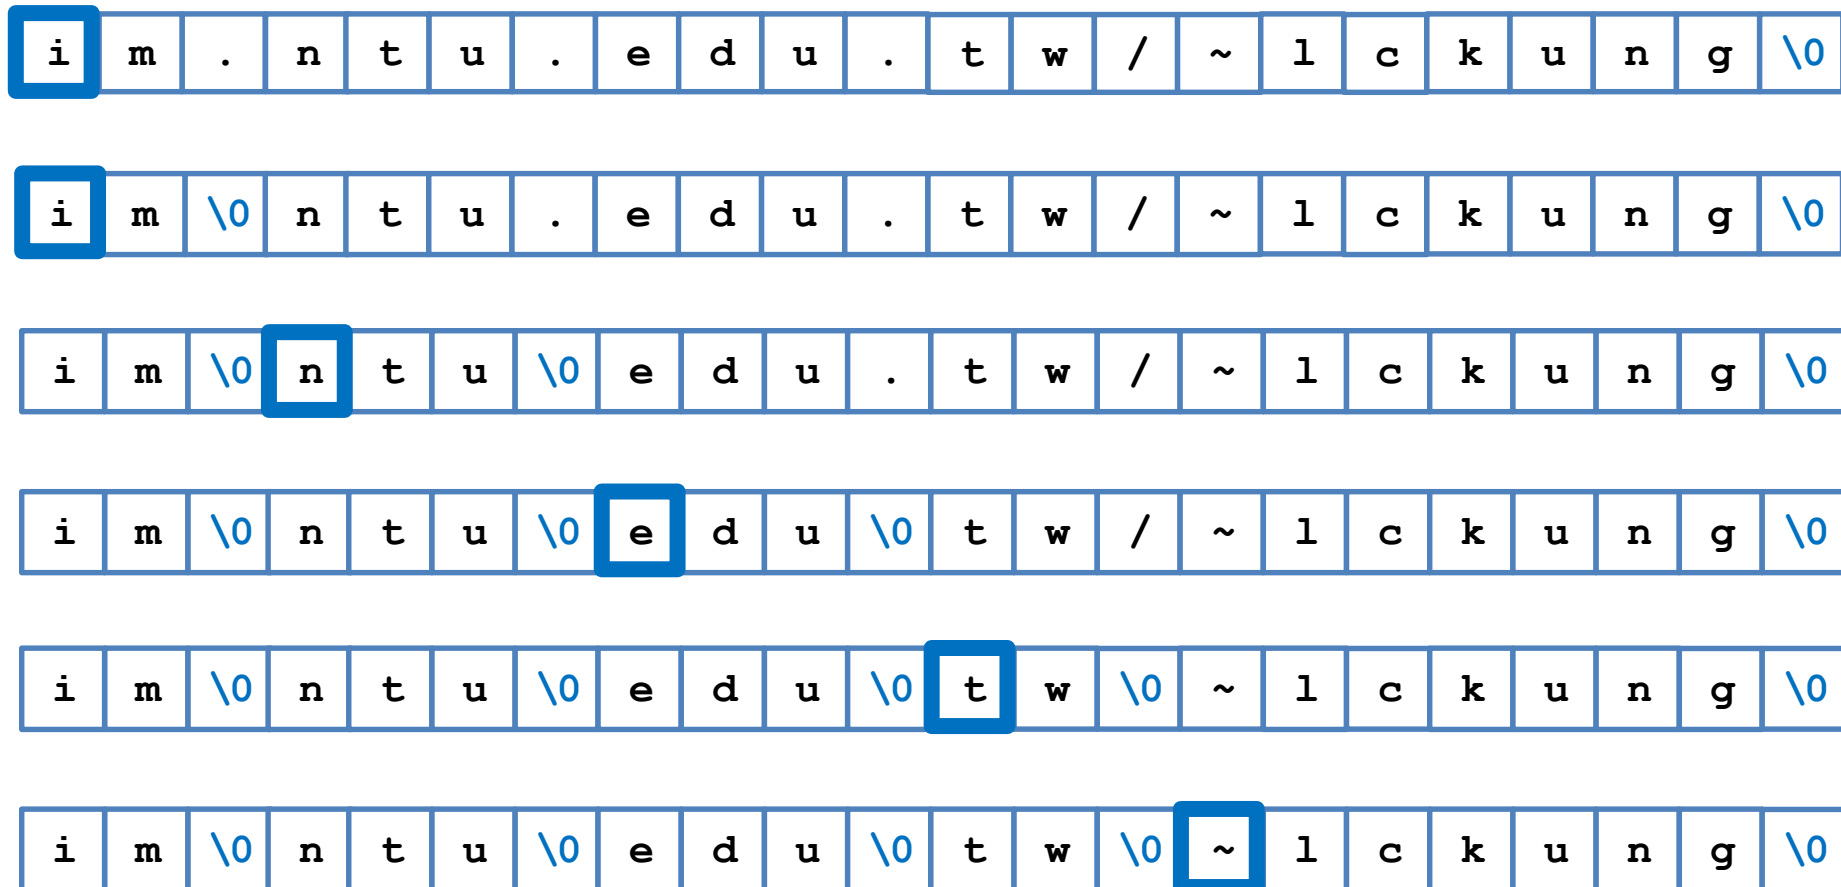 i m . n t u . e d u . t w / ~ l c k u n g \0
i m \0 n t u . e d u . t w / ~ l c k u n g \0
i m \0 n t u \0 e d u . t w / ~ l c k u n g \0
i m \0 n t u \0 e d u \0 t w / ~ l c k u n g \0
i m \0 n t u \0 e d u \0 t w \0 ~ l c k u n g \0
i m \0 n t u \0 e d u \0 t w \0 ~ l c k u n g \0